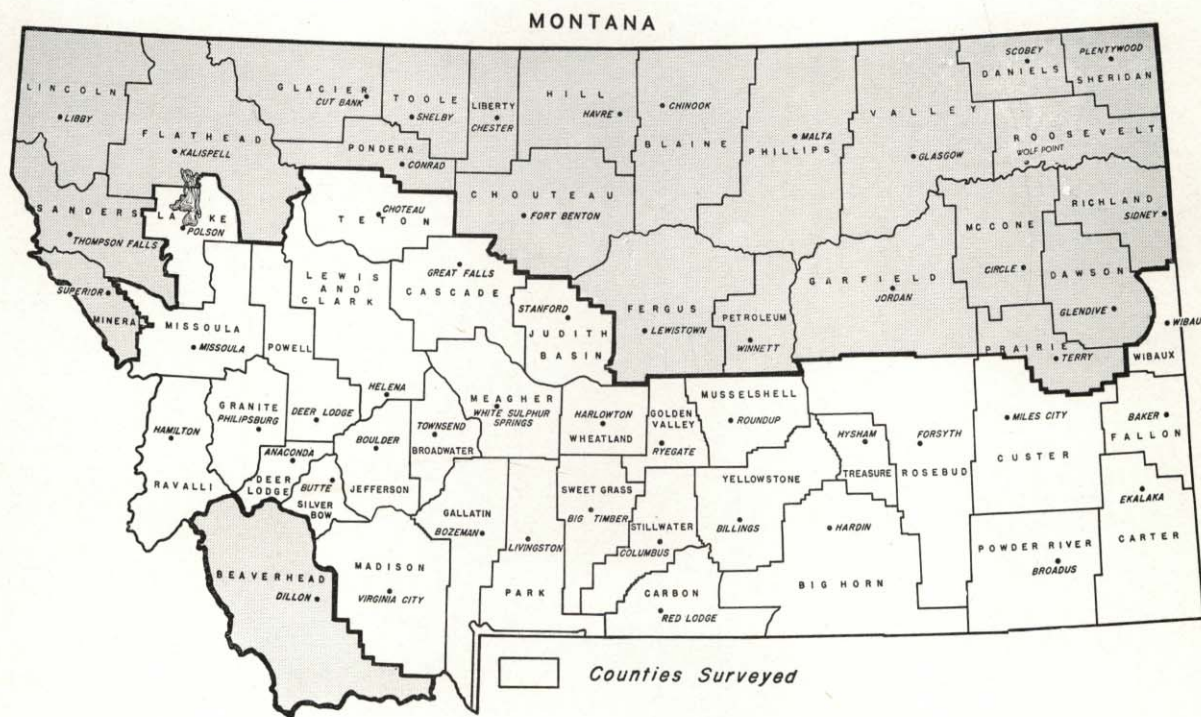 MONTANA
LINCOLN
LIBBY
FLATHEAD
KALISPELL
GLACIER
CUT BANK
TOOLE
SHELBY
LIBERTY
CHESTER
HILL
HAVRE
CHINOOK
BLAINE
MALTA
PHILLIPS
VALLEY
GLASGOW
SCOBEY
DANIELS
PLENTYWOOD
SHERIDAN
ROOSEVELT
WOLF POINT
PONDERA
CONRAD
SANDERS
THOMPSON FALLS
LAKE
POLSON
TETON
CHOTEAU
CHOUTEAU
FORT BENTON
RICHLAND
SIDNEY
MCCONE
CIRCLE
DAWSON
GLENDIVE
GARFIELD
JORDAN
SUPERIOR
MINERA
MISSOULA
MISSOULA
LEWIS
AND
CLARK
GREAT FALLS
CASCADE
STANFORD
JUDITH
BASIN
FERGUS
LEWISTOWN
PETROLEUM
WINNETT
PRAIRIE
TERRY
WIBAU
WIBAUX
POWELL
HELENA
GRANITE
PHILIPSBURG
DEER LODGE
MEAGHER
WHITE SULPHUR
SPRINGS
HARLOWTON
WHEATLAND
GOLDEN
VALLEY
RYEGATE
MUSSELSHELL
ROUNDUP
HYSHAM
TREASURE
FORSYTH
ROSEBUD
MILES CITY
CUSTER
BAKER
FALLON
HAMILTON
RAVALLI
ANACONDA
DEER
LODGE
BUTTE
SILVER
BOW
BOULDER
JEFFERSON
TOWNSEND
BROADWATER
GALLATIN
BOZEMAN
LIVINGSTON
PARK
SWEET GRASS
BIG TIMBER
STILLWATER
COLUMBUS
YELLOWSTONE
BILLINGS
HARDIN
BIG HORN
EKALAKA
CARTER
POWDER RIVER
BROADUS
BEAVERHEAD
DILLON
MADISON
VIRGINIA CITY
CARBON
RED LODGE
Counties Surveyed